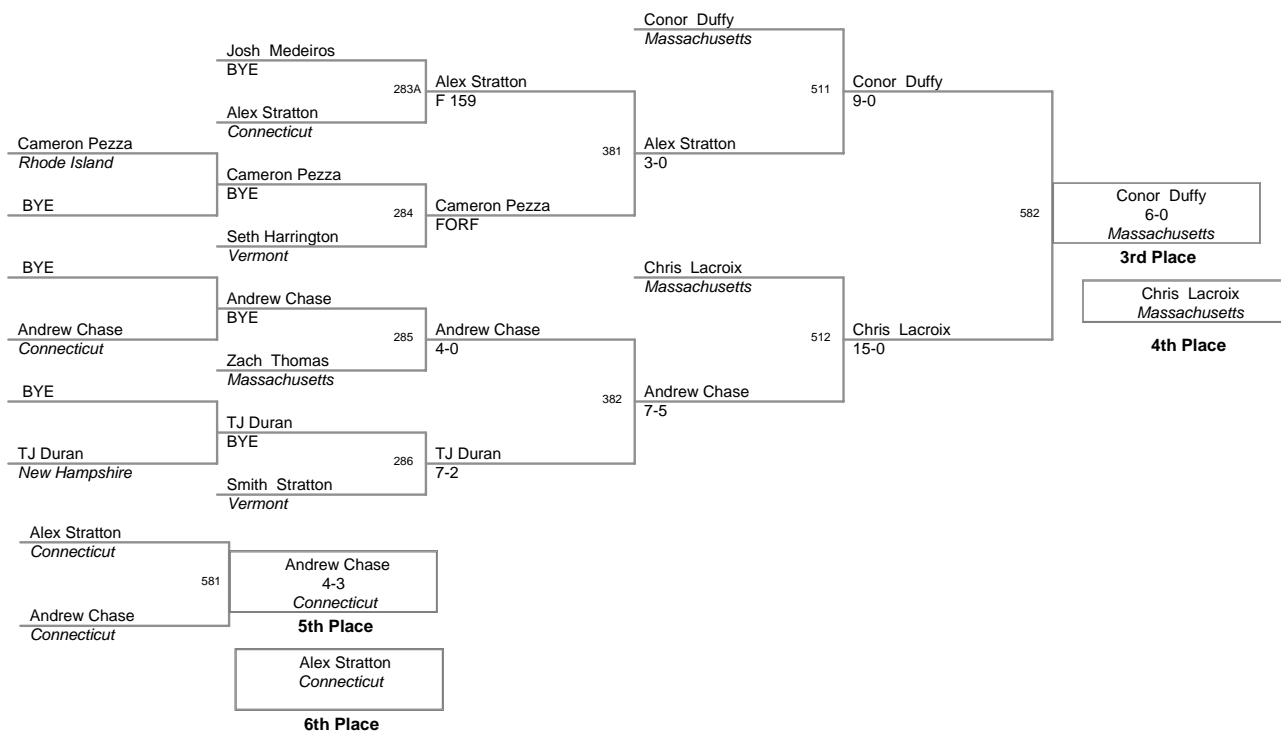 Conor Duffy
Massachusetts
Josh Medeiros
BYE
283A
Alex Stratton
F 159
511
Conor Duffy
9-0
Alex Stratton
Connecticut
Cameron Pezza
Rhode Island
381
Alex Stratton
3-0
Cameron Pezza
BYE
BYE
284
Cameron Pezza
FORF
582
Conor Duffy
6-0
Massachusetts
3rd Place
Seth Harrington
Vermont
BYE
Chris Lacroix
Massachusetts
Chris Lacroix
Massachusetts
4th Place
Andrew Chase
BYE
Andrew Chase
Connecticut
285
Andrew Chase
4-0
512
Chris Lacroix
15-0
Zach Thomas
Massachusetts
BYE
382
Andrew Chase
7-5
TJ Duran
BYE
TJ Duran
New Hampshire
286
TJ Duran
7-2
Smith Stratton
Vermont
Alex Stratton
Connecticut
581
Andrew Chase
4-3
Connecticut
5th Place
Andrew Chase
Connecticut
Alex Stratton
Connecticut
6th Place